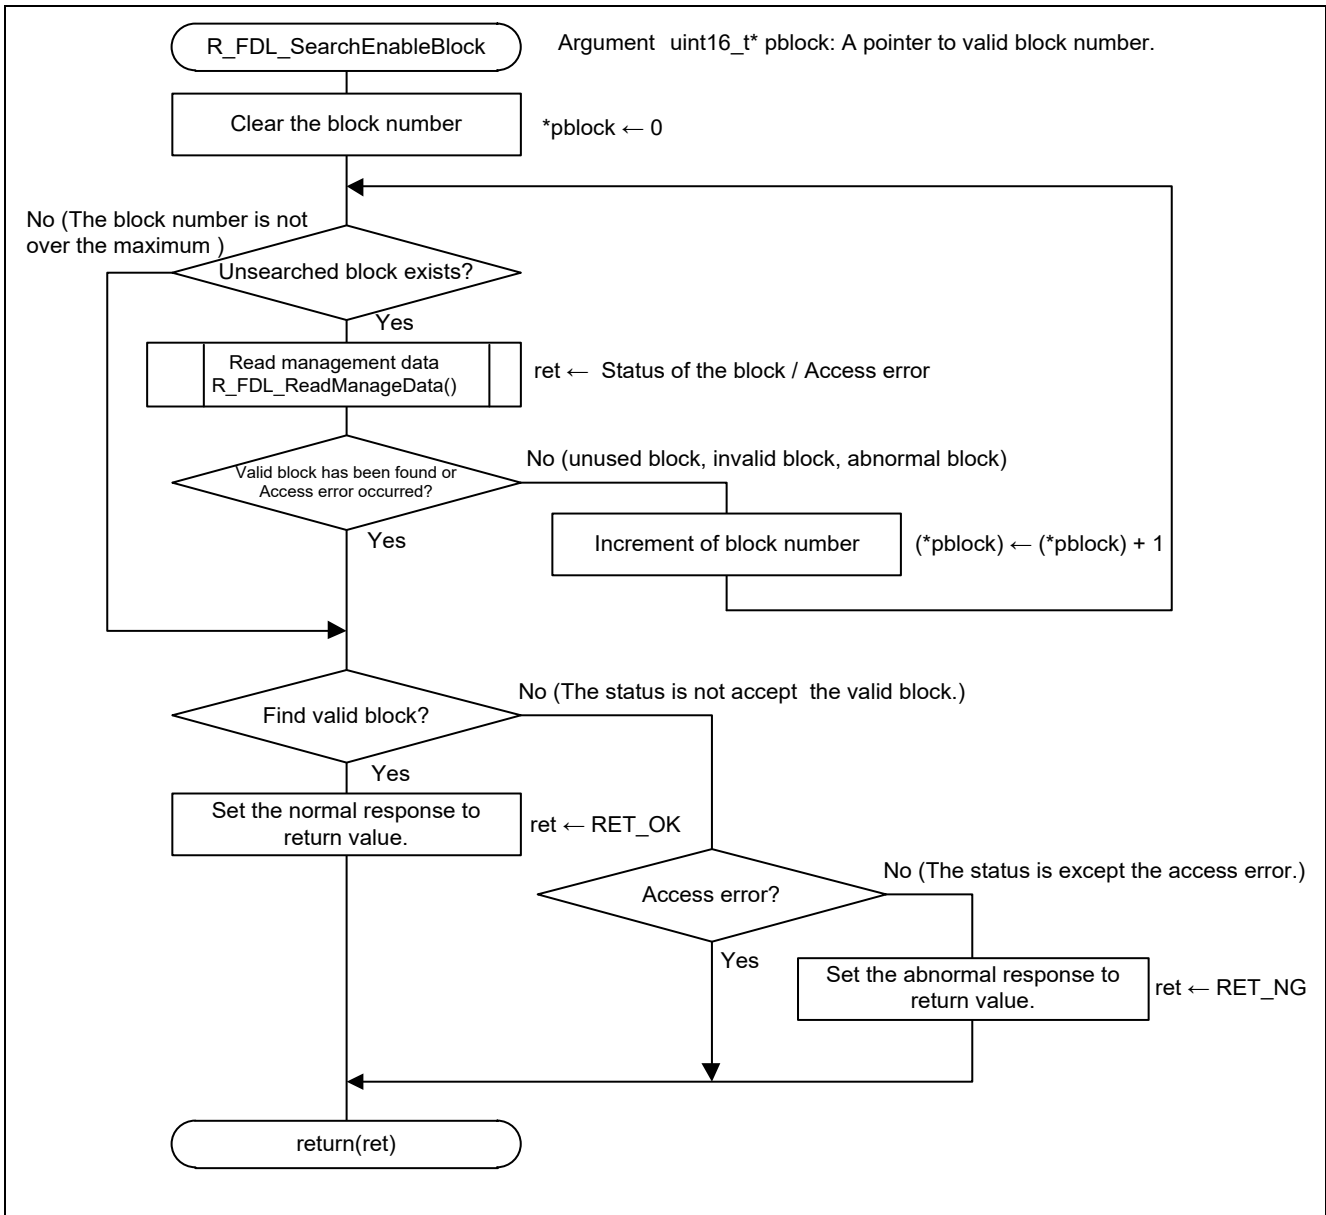 R_FDL_SearchEnableBlock
Argument uint16_t* pblock: A pointer to valid block number.
Clear the block number
*pblock ← 0
No (The block number is not
over the maximum )
Unsearched block exists?
Yes
Read management data
R_FDL_ReadManageData()
ret ← Status of the block / Access error
Valid block has been found or
Access error occurred?
No (unused block, invalid block, abnormal block)
Yes
Increment of block number
(*pblock) ← (*pblock) + 1
Find valid block?
No (The status is not accept the valid block.)
Yes
Set the normal response to
return value.
ret ← RET_OK
Access error?
No (The status is except the access error.)
Yes
Set the abnormal response to
return value.
ret ← RET_NG
return(ret)